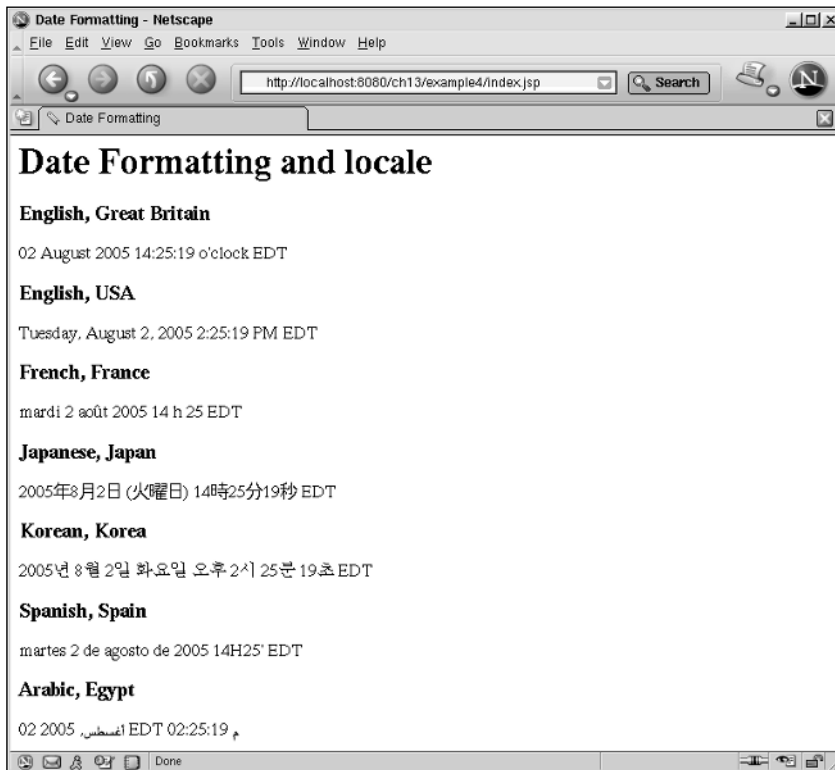 Date Formatting - Netscape
File Edit View Go Bookmarks Tools Window Help
http://localhost:8080/ch13/example4/index.jsp
Search
N
Date Formatting
Date Formatting and locale
English, Great Britain
02 August 2005 14:25:19 o'clock EDT
English, USA
Tuesday, August 2, 2005 2:25:19 PM EDT
French, France
mardi 2 août 2005 14 h 25 EDT
Japanese, Japan
2005年8月2日 (火曜日) 14時25分19秒 EDT
Korean, Korea
2005년 8월 2일 화요일 오후 2시 25분 19초 EDT
Spanish, Spain
martes 2 de agosto de 2005 14H25' EDT
Arabic, Egypt
02 اغسطس, 2005 EDT 02:25:19 م
Done